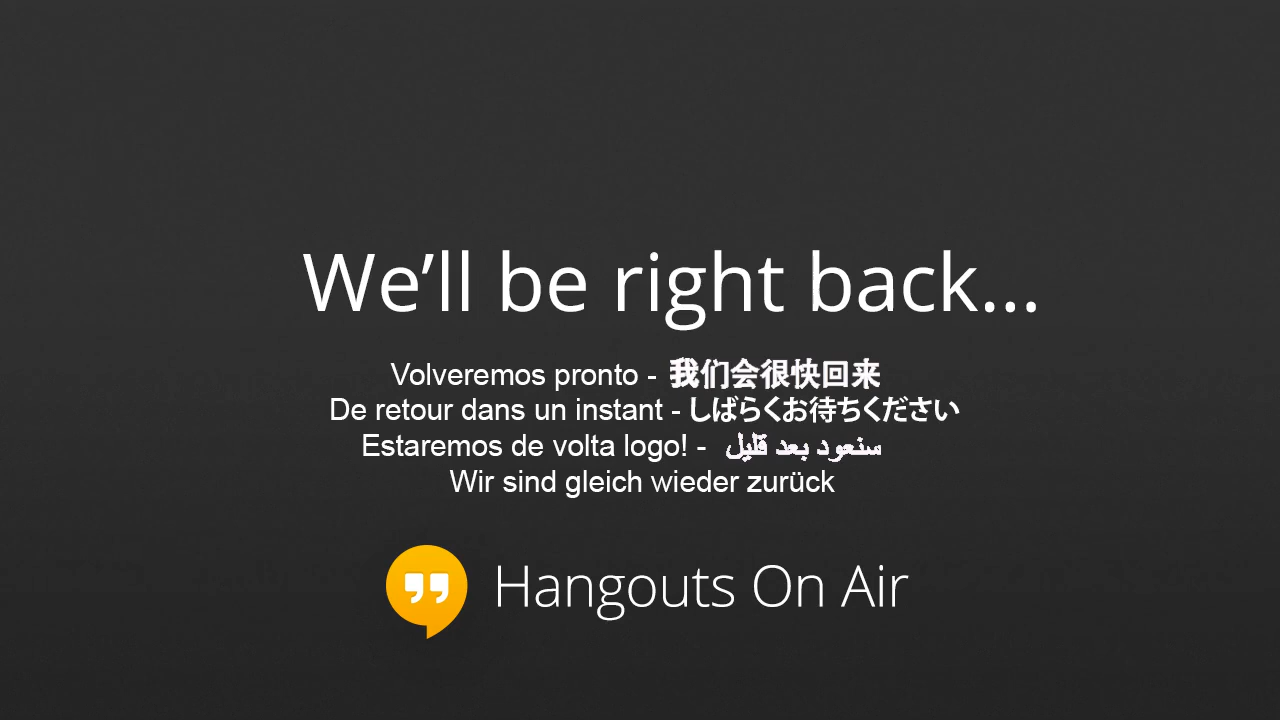 We’ll be right back...
Volveremos pronto - 我们会很快回来
De retour dans un instant - しばらくお待ちください
Estaremos de volta logo! - سنعود بعد قليل
Wir sind gleich wieder zurück
Hangouts On Air